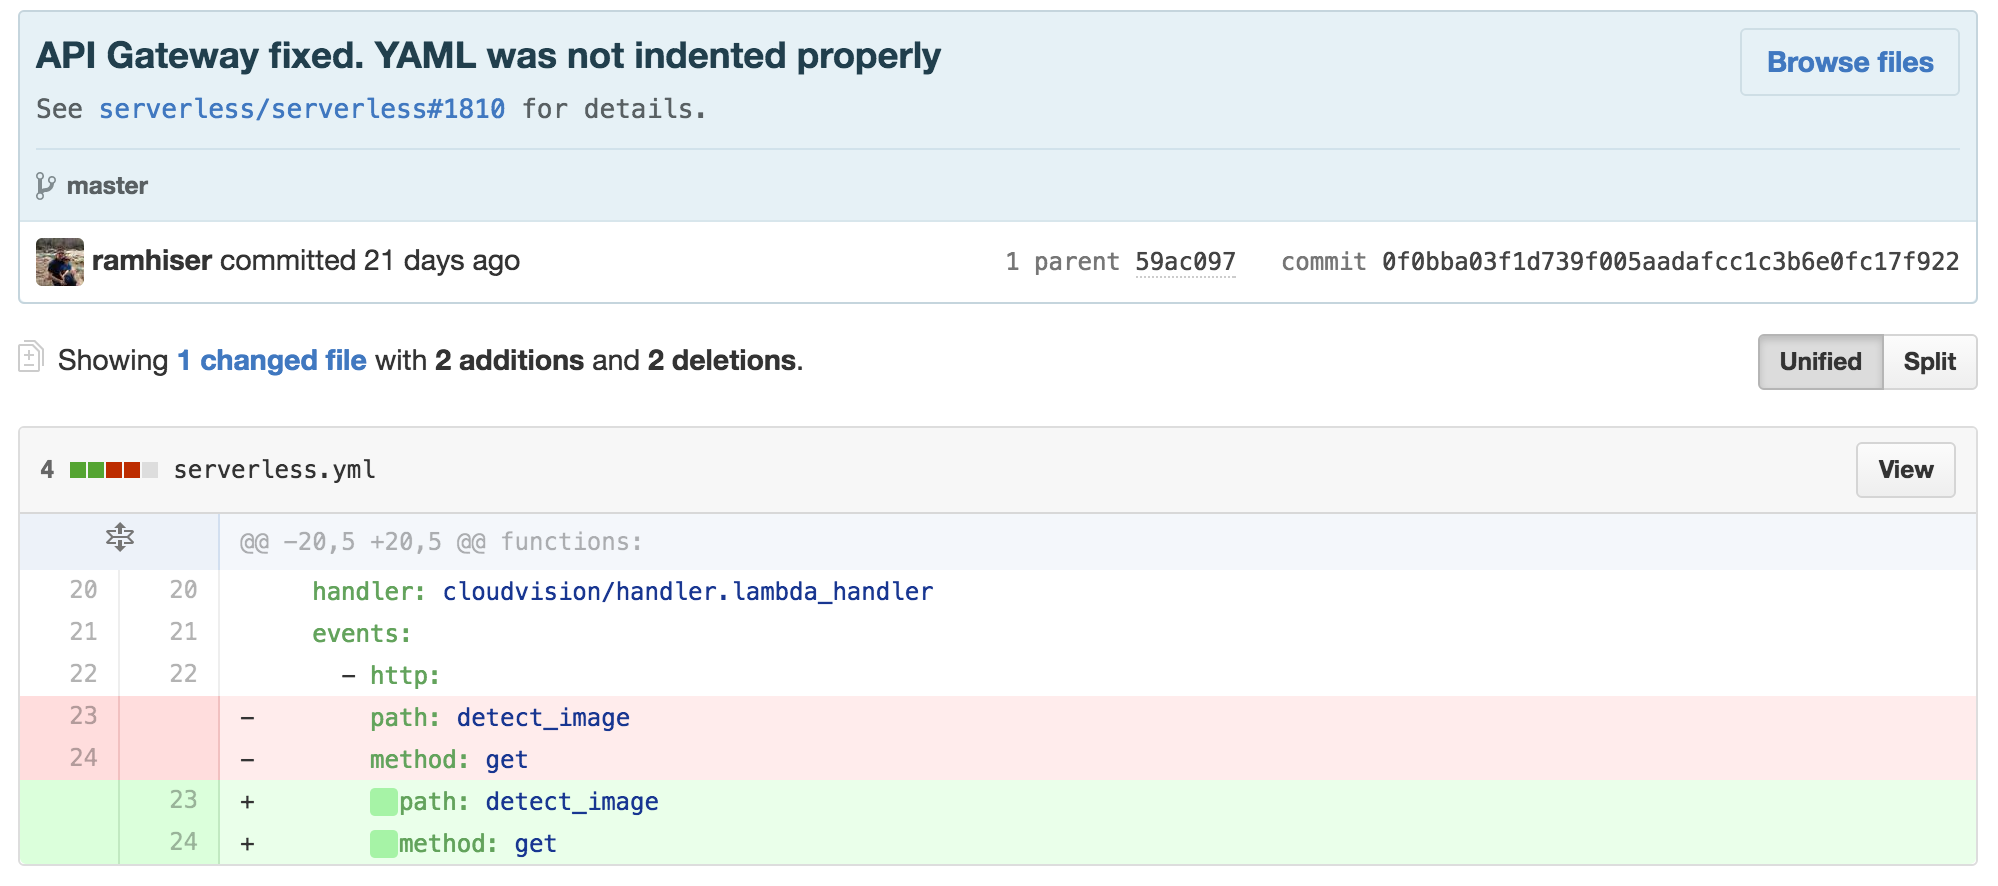 API Gateway fixed. YAML was not indented properly
Browse files
See serverless/serverless#1810 for details.
master
ramhiser committed 21 days ago
1 parent 59ac097 commit 0f0bba03f1d739f005aadafcc1c3b6e0fc17f922
Showing 1 changed file with 2 additions and 2 deletions.
Unified Split
4 serverless.yml
View
@@ -20,5 +20,5 @@ functions:
20 20 handler: cloudvision/handler.lambda_handler
21 21 events:
22 22 - http:
23 - path: detect_image
24 - method: get
23 + path: detect_image
24 + method: get